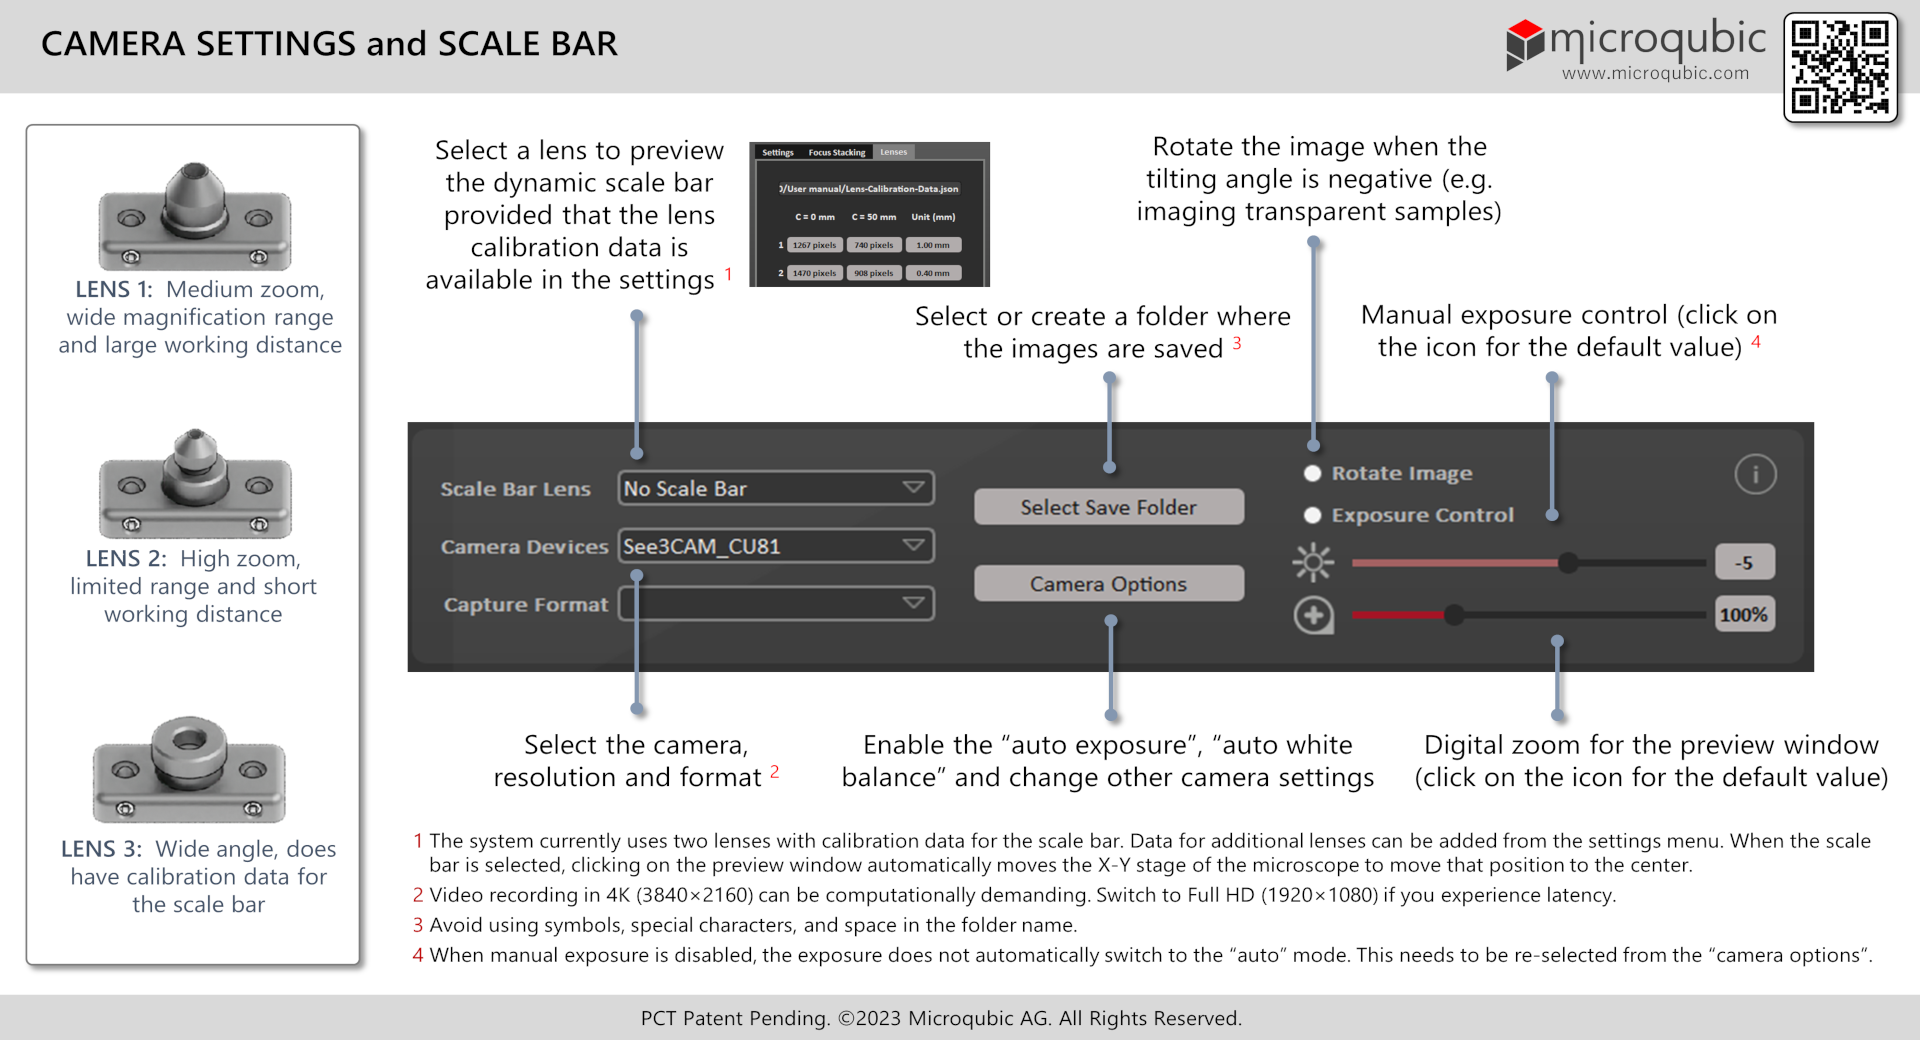 CAMERA SETTINGS and SCALE BAR
microqubic
www.microqubic.com
LENS 1: Medium zoom,
wide magnification range
and large working distance
LENS 2: High zoom,
limited range and short
working distance
LENS 3: Wide angle, does
have calibration data for
the scale bar
Select a lens to preview
the dynamic scale bar
provided that the lens
calibration data is
available in the settings 1
Settings Focus Stacking Lenses
)/User manual/Lens-Calibration-Data.json
C = 0 mm C = 50 mm Unit (mm)
1 1267 pixels 740 pixels 1.00 mm
2 1470 pixels 908 pixels 0.40 mm
Rotate the image when the
tilting angle is negative (e.g.
imaging transparent samples)
Select or create a folder where
the images are saved 3
Manual exposure control (click on
the icon for the default value) 4
Scale Bar Lens No Scale Bar
Camera Devices See3CAM_CU81
Capture Format
Select Save Folder
Camera Options
Rotate Image
Exposure Control
-5
100%
i
Select the camera,
resolution and format 2
Enable the “auto exposure”, “auto white
balance” and change other camera settings
Digital zoom for the preview window
(click on the icon for the default value)
1 The system currently uses two lenses with calibration data for the scale bar. Data for additional lenses can be added from the settings menu. When the scale
bar is selected, clicking on the preview window automatically moves the X-Y stage of the microscope to move that position to the center.
2 Video recording in 4K (3840×2160) can be computationally demanding. Switch to Full HD (1920×1080) if you experience latency.
3 Avoid using symbols, special characters, and space in the folder name.
4 When manual exposure is disabled, the exposure does not automatically switch to the “auto” mode. This needs to be re-selected from the “camera options”.
PCT Patent Pending. ©2023 Microqubic AG. All Rights Reserved.